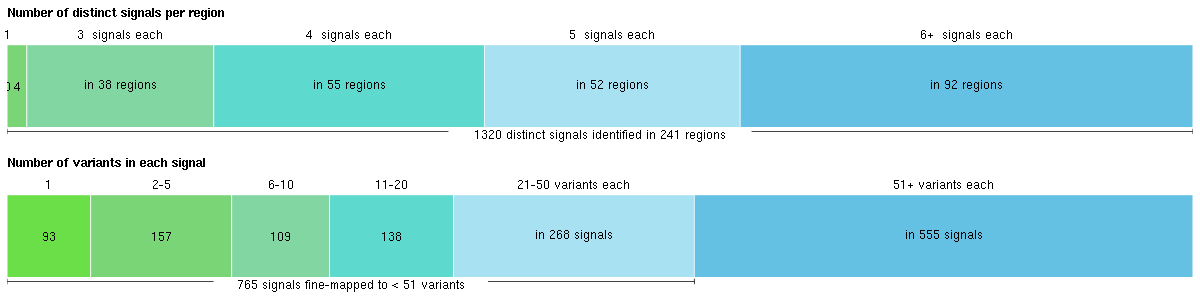 Number of distinct signals per region
1 3 signals each 4 signals each 5 signals each 6+ signals each
4 in 38 regions in 55 regions in 52 regions in 92 regions
1320 distinct signals identified in 241 regions
Number of variants in each signal
1 2-5 6-10 11-20 21-50 variants each 51+ variants each
93 157 109 138 in 268 signals in 555 signals
765 signals fine-mapped to < 51 variants